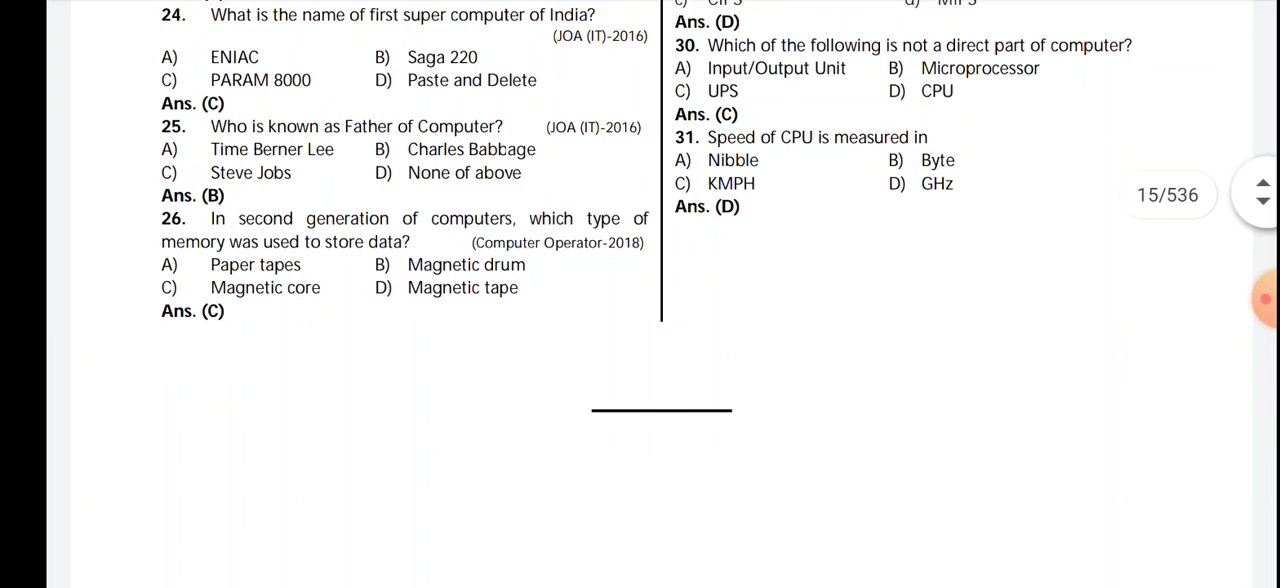 24. What is the name of first super computer of India?
(JOA (IT)-2016)
A) ENIAC B) Saga 220
C) PARAM 8000 D) Paste and Delete
Ans. (C)
25. Who is known as Father of Computer? (JOA (IT)-2016)
A) Time Berner Lee B) Charles Babbage
C) Steve Jobs D) None of above
Ans. (B)
26. In second generation of computers, which type of
memory was used to store data? (Computer Operator-2018)
A) Paper tapes B) Magnetic drum
C) Magnetic core D) Magnetic tape
Ans. (C)
Ans. (D)
30. Which of the following is not a direct part of computer?
A) Input/Output Unit B) Microprocessor
C) UPS D) CPU
Ans. (C)
31. Speed of CPU is measured in
A) Nibble B) Byte
C) KMPH D) GHz
Ans. (D)
15/536